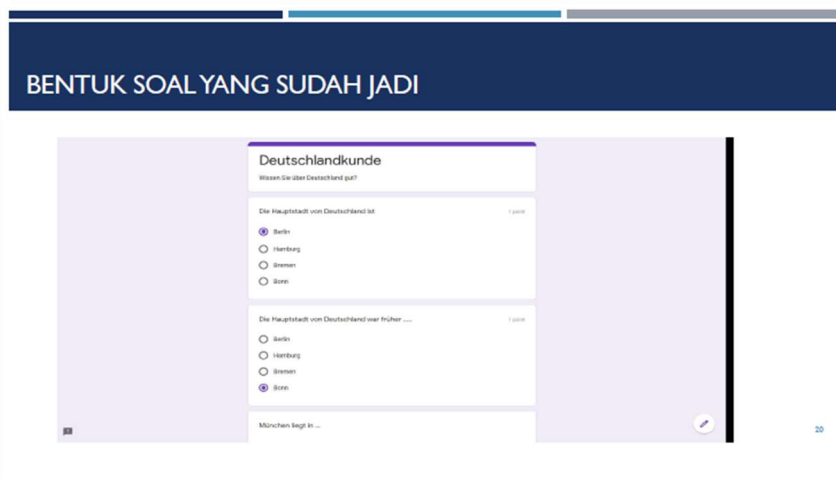 BENTUK SOAL YANG SUDAH JADI
Deutschlandkunde
Wissen Sie über Deutschland gut?
Die Hauptstadt von Deutschland ist
1 point
Berlin
Hamburg
Bremen
Bonn
Die Hauptstadt von Deutschland war früher ....
1 point
Berlin
Hamburg
Bremen
Bonn
München liegt in ...
20